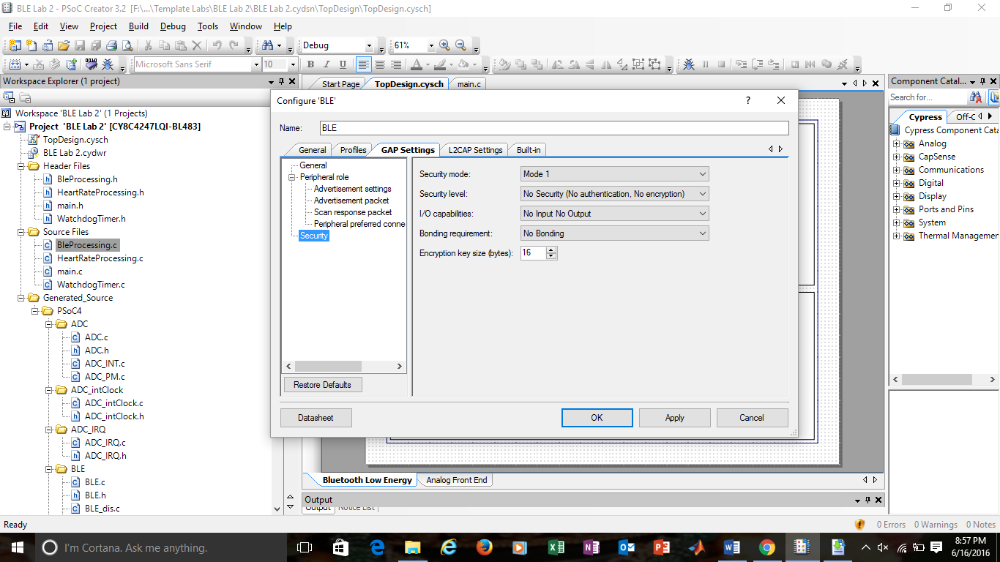 BLE Lab 2 - PSoC Creator 3.2 [F:\...\Template Labs\BLE Lab 2\BLE Lab 2.cydsn\TopDesign\TopDesign.cysch]
File Edit View Project Build Debug Tools Window Help
Debug 61%
Microsoft Sans Serif 10 B I U A
Workspace Explorer (1 project)
Workspace 'BLE Lab 2' (1 Projects)
Project 'BLE Lab 2' [CY8C4247LQI-BL483]
TopDesign.cysch
BLE Lab 2.cydwr
Header Files
BleProcessing.h
HeartRateProcessing.h
main.h
WatchdogTimer.h
Source Files
BleProcessing.c
HeartRateProcessing.c
main.c
WatchdogTimer.c
Generated_Source
PSoC4
ADC
ADC.c
ADC.h
ADC_INT.c
ADC_PM.c
ADC_intClock
ADC_intClock.c
ADC_intClock.h
ADC_IRQ
ADC_IRQ.c
ADC_IRQ.h
BLE
BLE.c
BLE.h
BLE_dis.c
Start Page TopDesign.cysch main.c
Configure 'BLE'
Name: BLE
General Profiles GAP Settings L2CAP Settings Built-in
General
Peripheral role
Advertisement settings
Advertisement packet
Scan response packet
Peripheral preferred conne
Security
Restore Defaults
Security mode: Mode 1
Security level: No Security (No authentication, No encryption)
I/O capabilities: No Input No Output
Bonding requirement: No Bonding
Encryption key size (bytes): 16
Datasheet OK Apply Cancel
Bluetooth Low Energy Analog Front End
Output
Output Notice List
Component Catal...
Search for...
Cypress Off-C
Cypress Component Cata
Analog
CapSense
Communications
Digital
Display
Ports and Pins
System
Thermal Managemer
Ready 0 Errors 0 Warnings 0 Notes
I'm Cortana. Ask me anything.
8:57 PM
6/16/2016